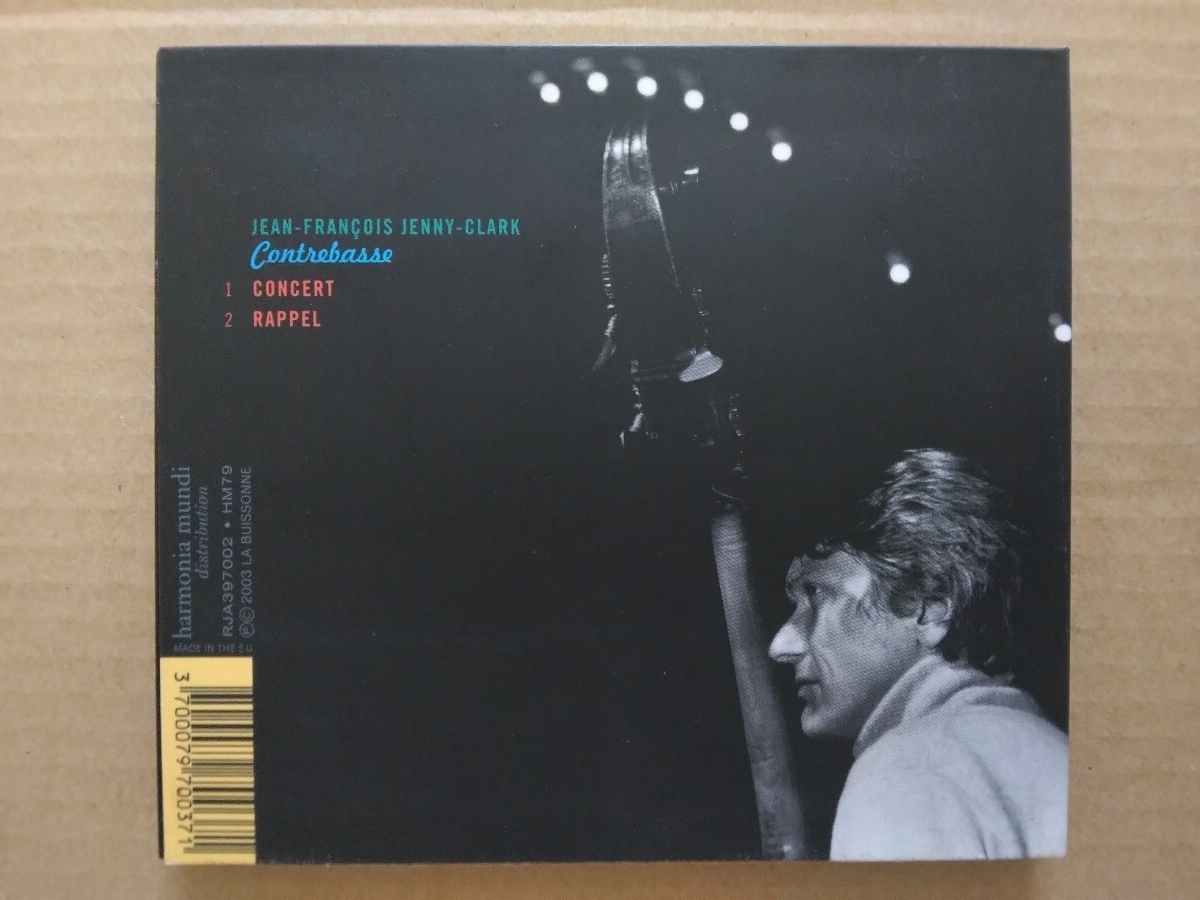 JEAN-FRANÇOIS JENNY-CLARK
Contrebasse
1 CONCERT
2 RAPPEL
harmonia mundi
distribution
RJA397002 • HM79
℗© 2003 LA BUISSONNE
MADE IN THE E.U.
3 700079 700371